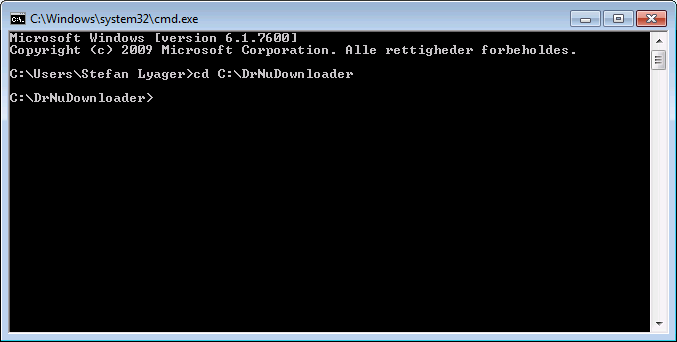 C:\Windows\system32\cmd.exe
Microsoft Windows [version 6.1.7600]
Copyright (c) 2009 Microsoft Corporation. Alle rettigheder forbeholdes.
C:\Users\Stefan Lyager>cd C:\DrNuDownloader
C:\DrNuDownloader>